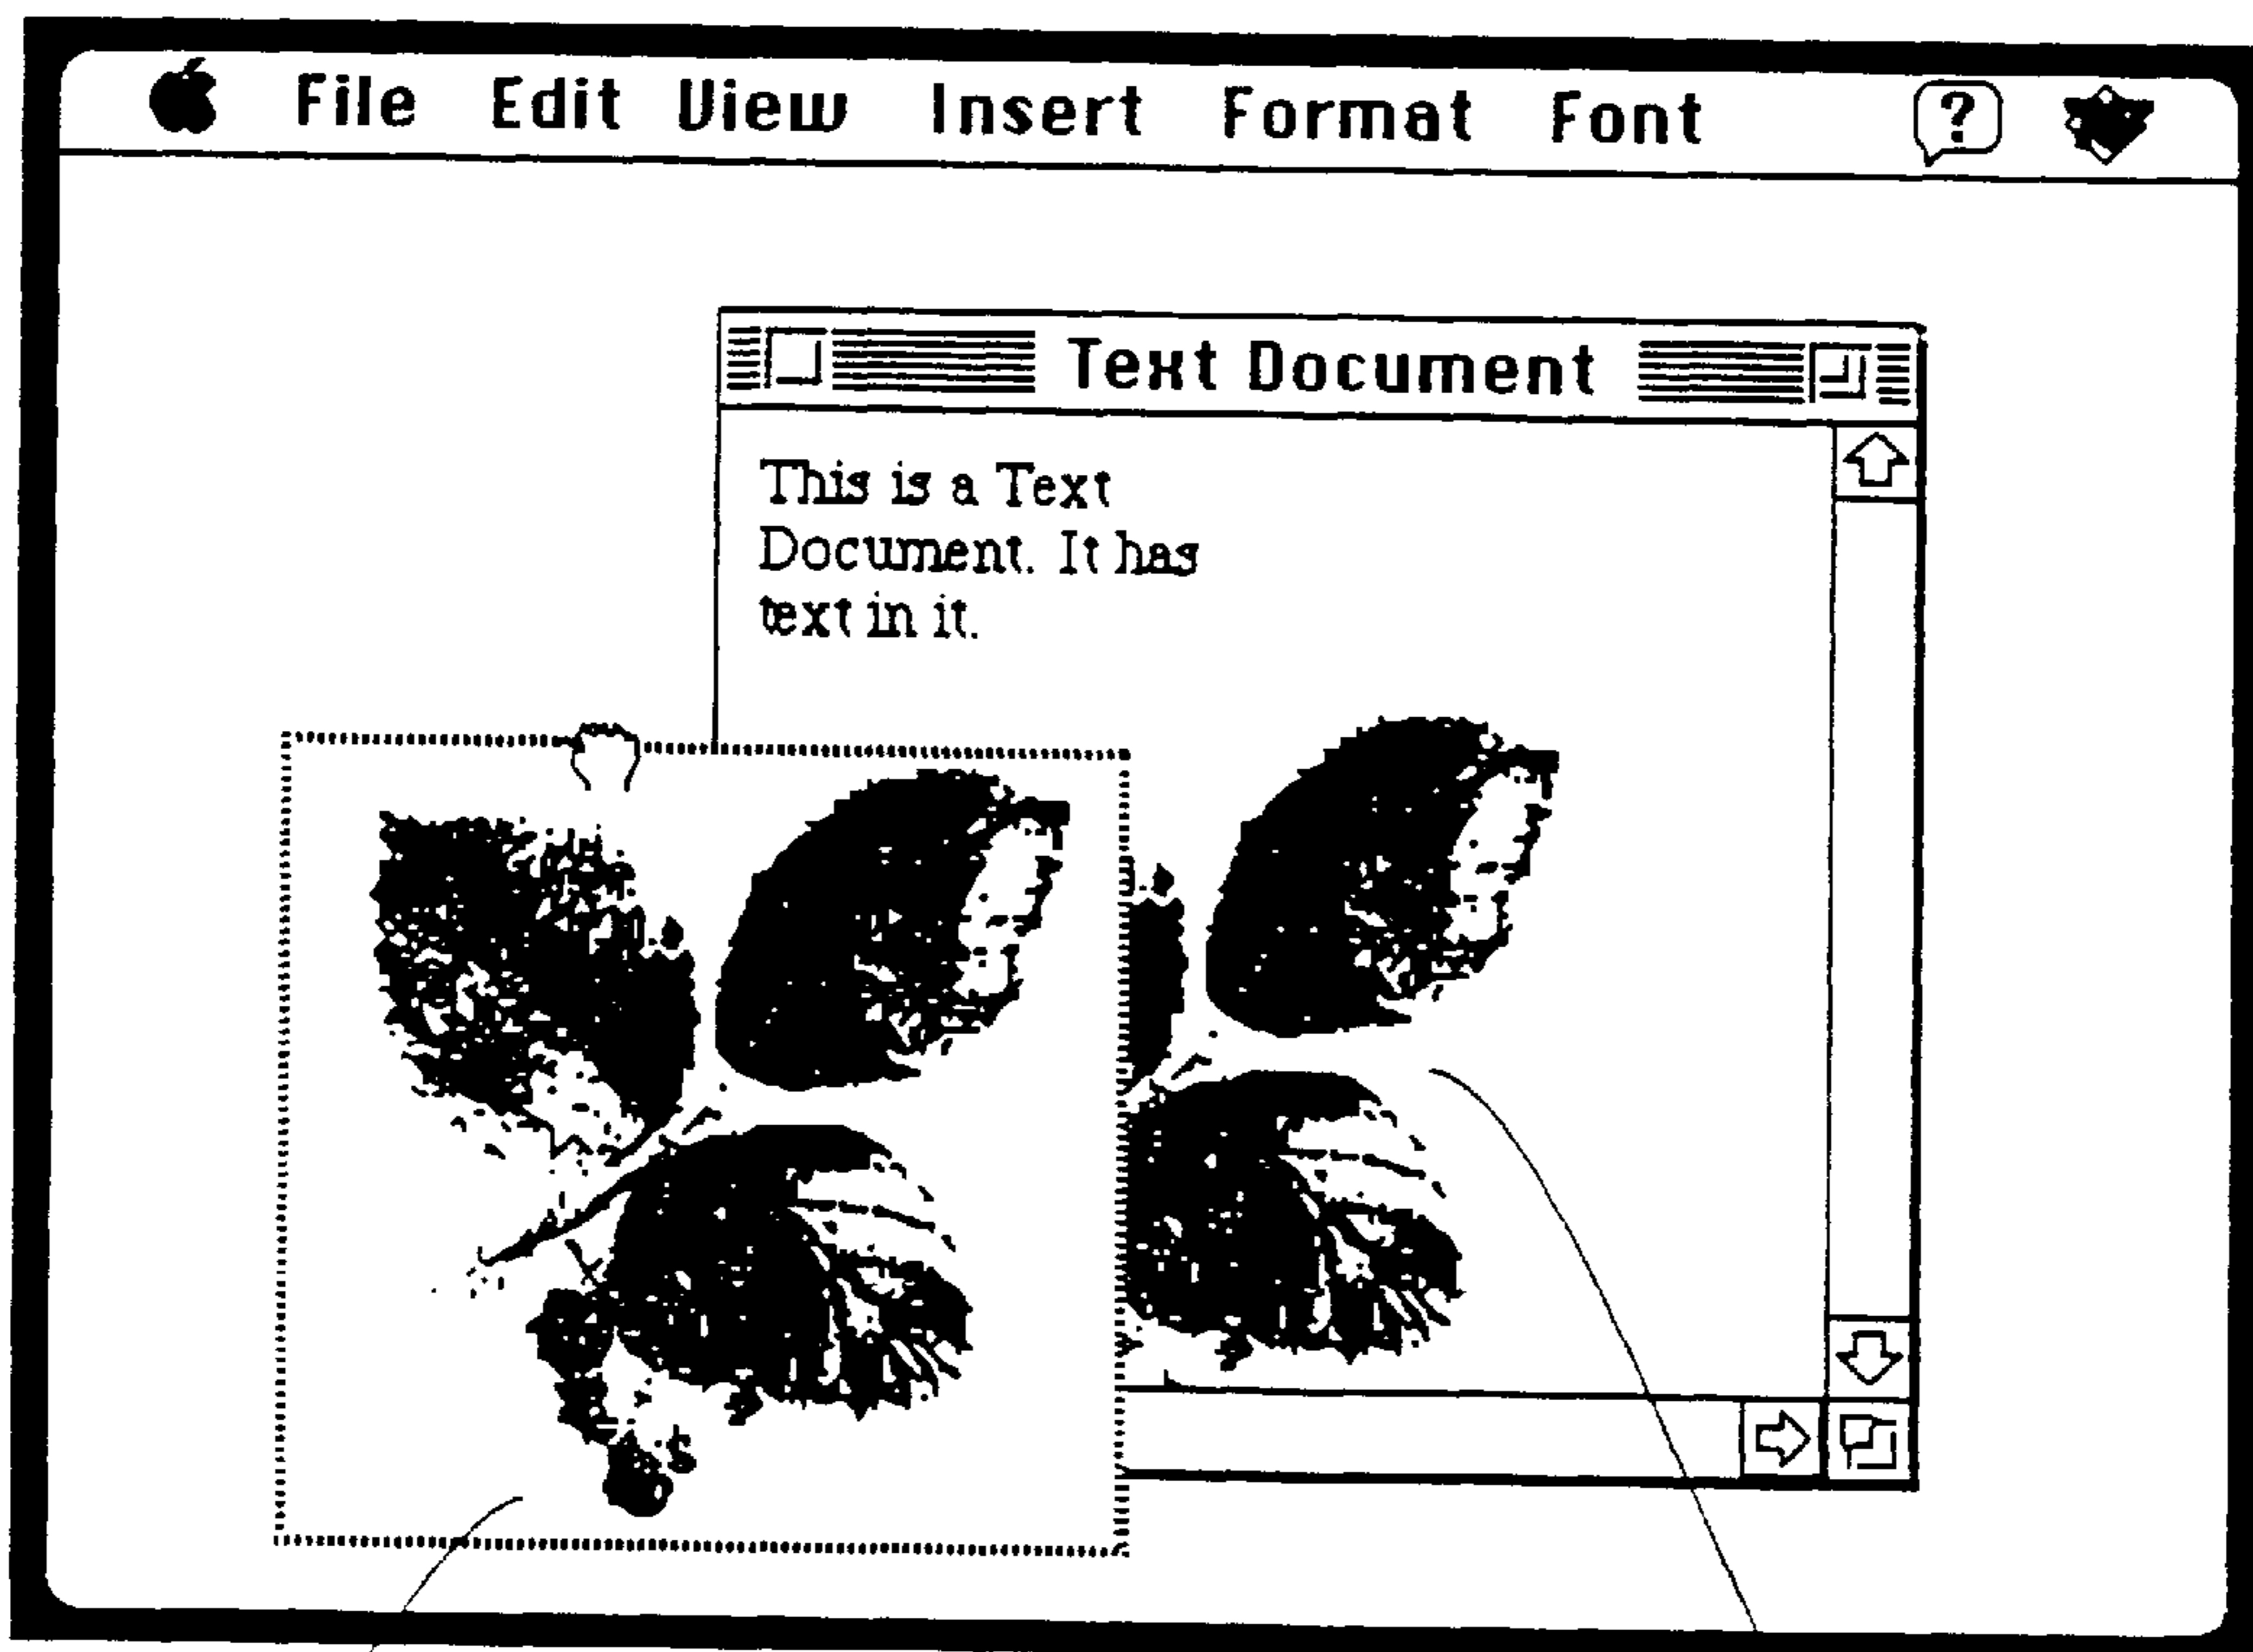 File Edit View Insert Format Font ?
Text Document
This is a Text
Document. It has
text in it.